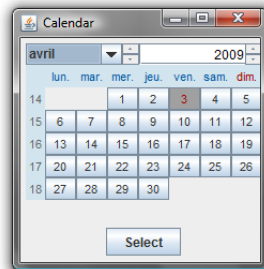 Calendar
avril 2009
lun. mar. mer. jeu. ven. sam. dim.
14 1 2 3 4 5
15 6 7 8 9 10 11 12
16 13 14 15 16 17 18 19
17 20 21 22 23 24 25 26
18 27 28 29 30
Select